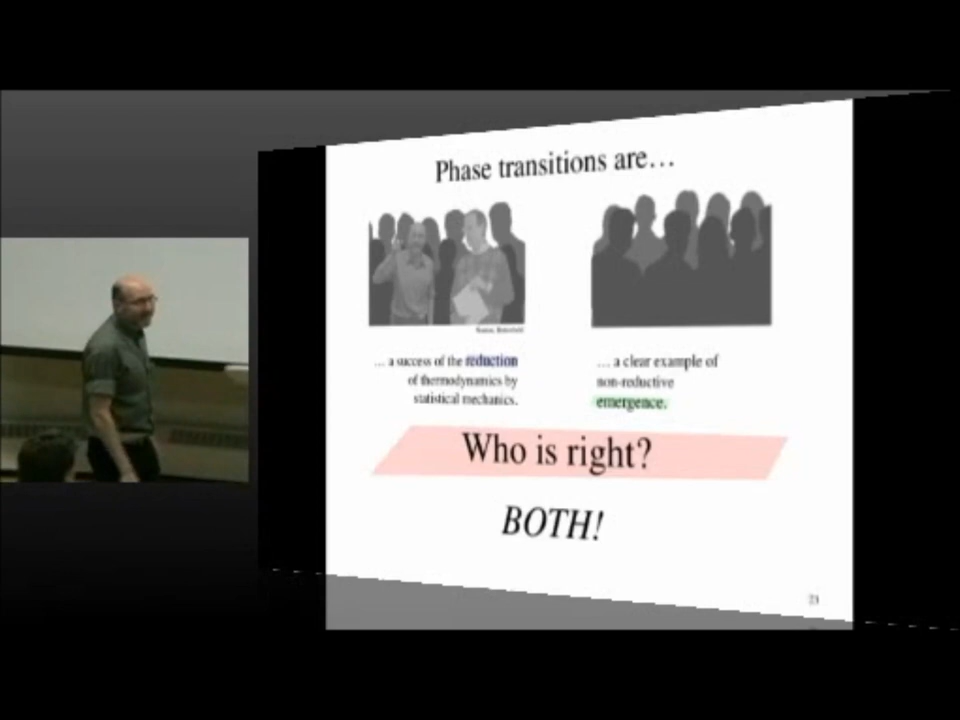 Phase transitions are…
… a success of the reduction
of thermodynamics by
statistical mechanics.
… a clear example of
non-reductive
emergence.
Who is right?
BOTH!